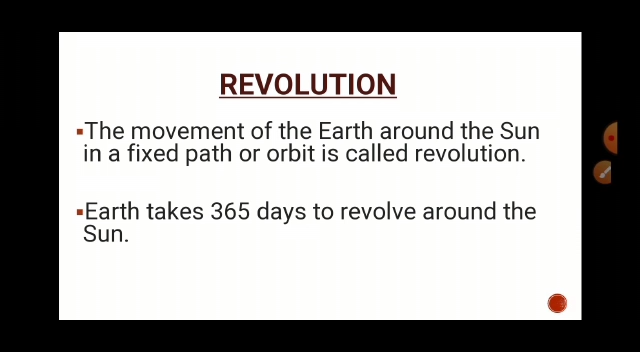 REVOLUTION
▪The movement of the Earth around the Sun
in a fixed path or orbit is called revolution.
▪Earth takes 365 days to revolve around the
Sun.